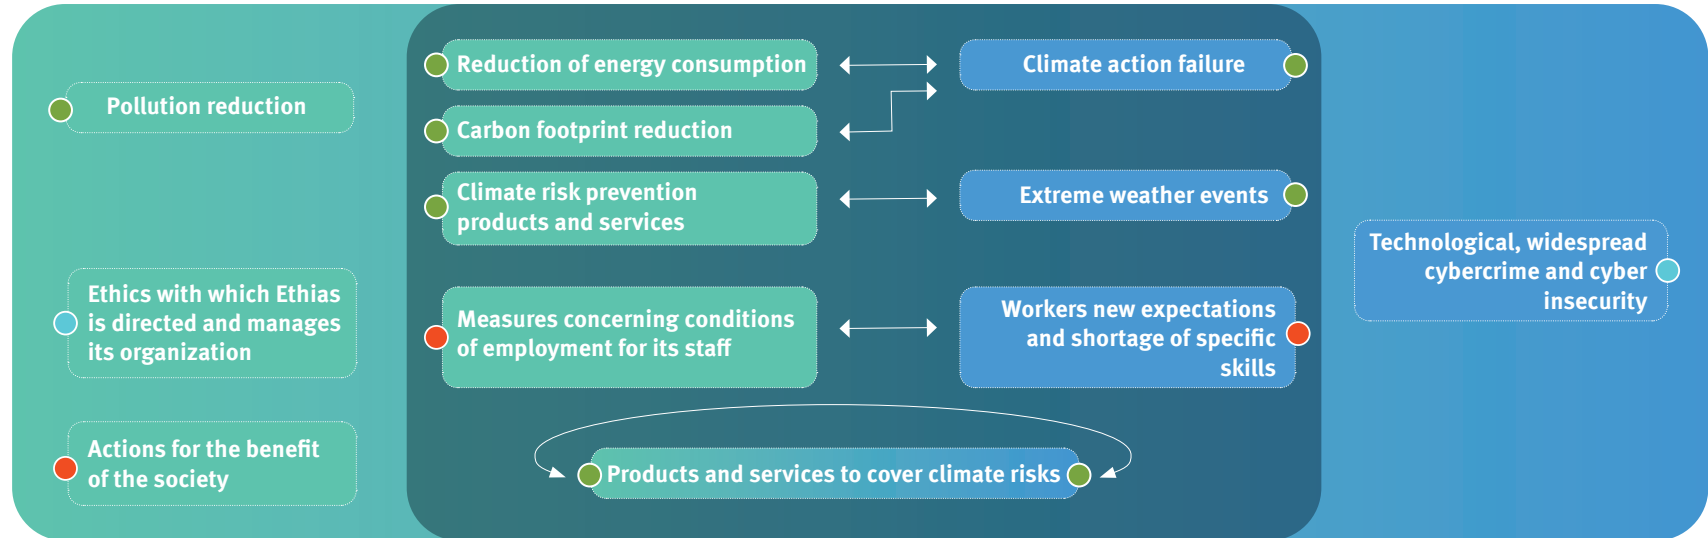 Pollution reduction
Ethics with which Ethias
is directed and manages
its organization
Actions for the benefit
of the society
Reduction of energy consumption
Carbon footprint reduction
Climate risk prevention
products and services
Measures concerning conditions
of employment for its staff
Climate action failure
Extreme weather events
Workers new expectations
and shortage of specific
skills
Products and services to cover climate risks
Technological, widespread
cybercrime and cyber
insecurity